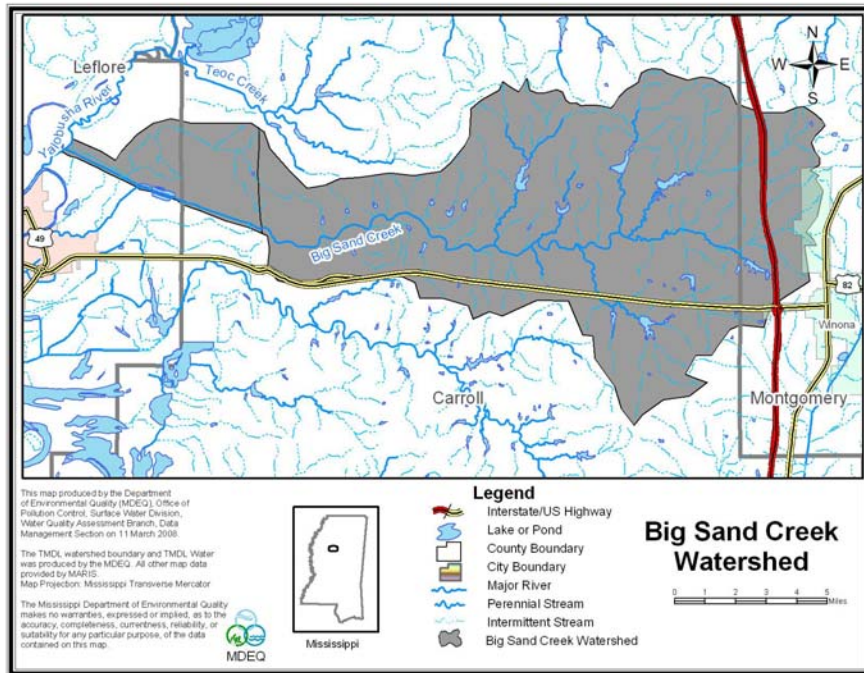 Leflore
Teoc Creek
Yalobusha River
N
W E
S
49
Big Sand Creek
82
Winona
Carroll
Montgomery
This map produced by the Department
of Environmental Quality (MDEQ), Office of
Pollution Control, Surface Water Division,
Water Quality Assessment Branch, Data
Management Section on 11 March 2008.
The TMDL watershed boundary and TMDL Water
was produced by the MDEQ. All other map data
provided by MARIS.
Map Projection: Mississippi Transverse Mercator
The Mississippi Department of Environmental Quality
makes no warranties, expressed or implied, as to the
accuracy, completeness, currentness, reliability, or
suitability for any particular purpose, of the data
contained on this map.
MDEQ
Mississippi
Legend
Interstate/US Highway
Lake or Pond
County Boundary
City Boundary
Major River
Perennial Stream
Intermittent Stream
Big Sand Creek Watershed
Big Sand Creek
Watershed
0 1 2 3 4 5
Miles